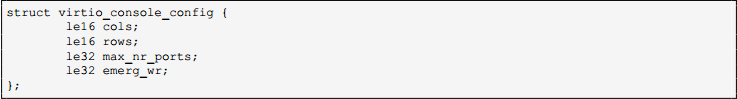 struct virtio_console_config {
        le16 cols;
        le16 rows;
        le32 max_nr_ports;
        le32 emerg_wr;
};